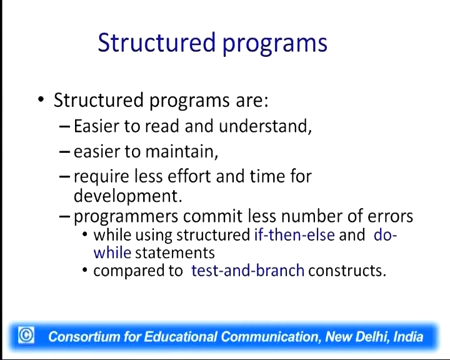 Structured programs
• Structured programs are:
– Easier to read and understand,
– easier to maintain,
– require less effort and time for
development.
– programmers commit less number of errors
• while using structured if-then-else and do-
while statements
• compared to test-and-branch constructs.
© Consortium for Educational Communication, New Delhi, India